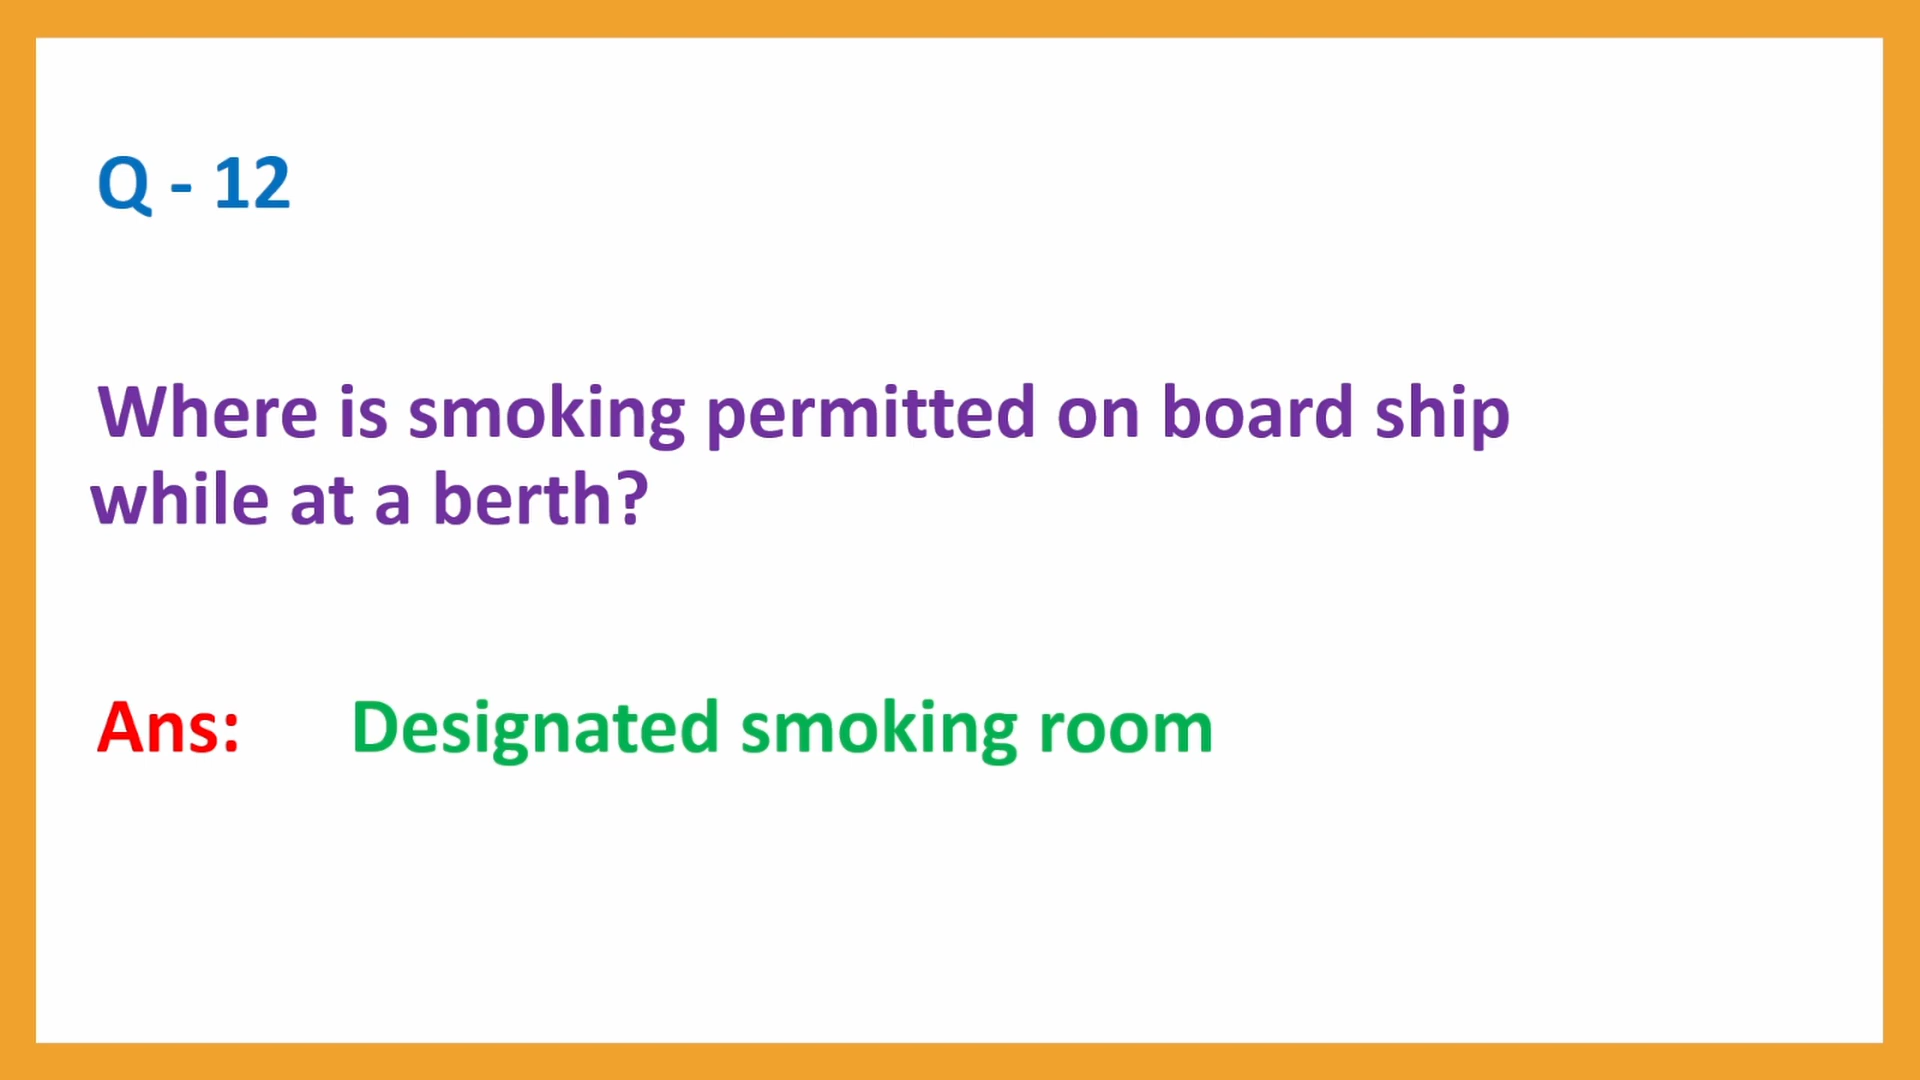 Q - 12
Where is smoking permitted on board ship
while at a berth?
Ans: Designated smoking room